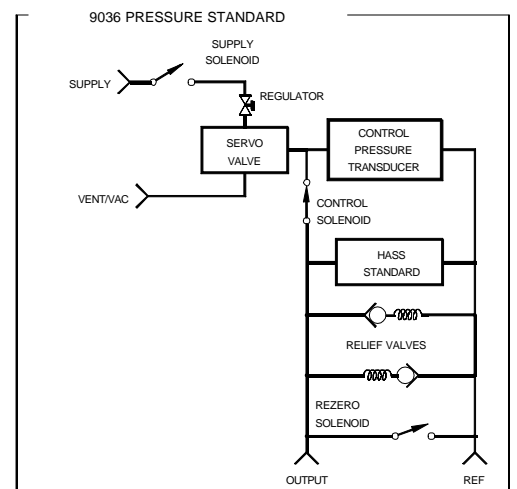 9036 PRESSURE STANDARD
SUPPLY
SOLENOID
SUPPLY
REGULATOR
SERVO
VALVE
CONTROL
PRESSURE
TRANSDUCER
VENT/VAC
CONTROL
SOLENOID
HASS
STANDARD
RELIEF VALVES
REZERO
SOLENOID
OUTPUT
REF